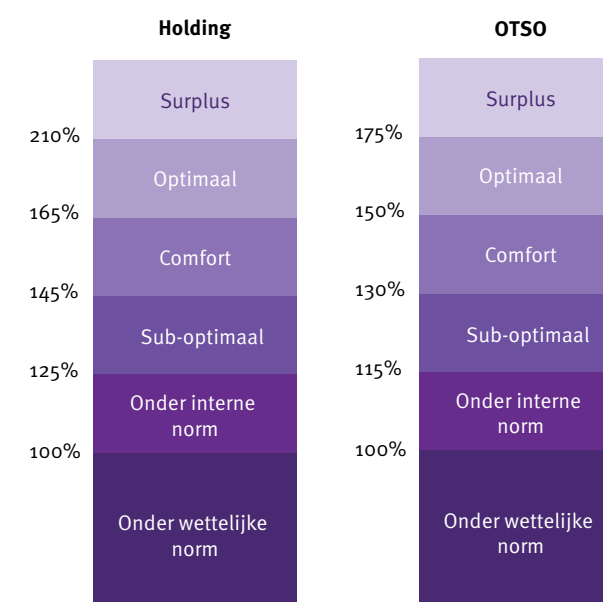 Holding
Surplus
210%
Optimaal
165%
Comfort
145%
Sub-optimaal
125%
Onder interne
norm
100%
Onder wettelijke
norm
OTSO
Surplus
175%
Optimaal
150%
Comfort
130%
Sub-optimaal
115%
Onder interne
norm
100%
Onder wettelijke
norm